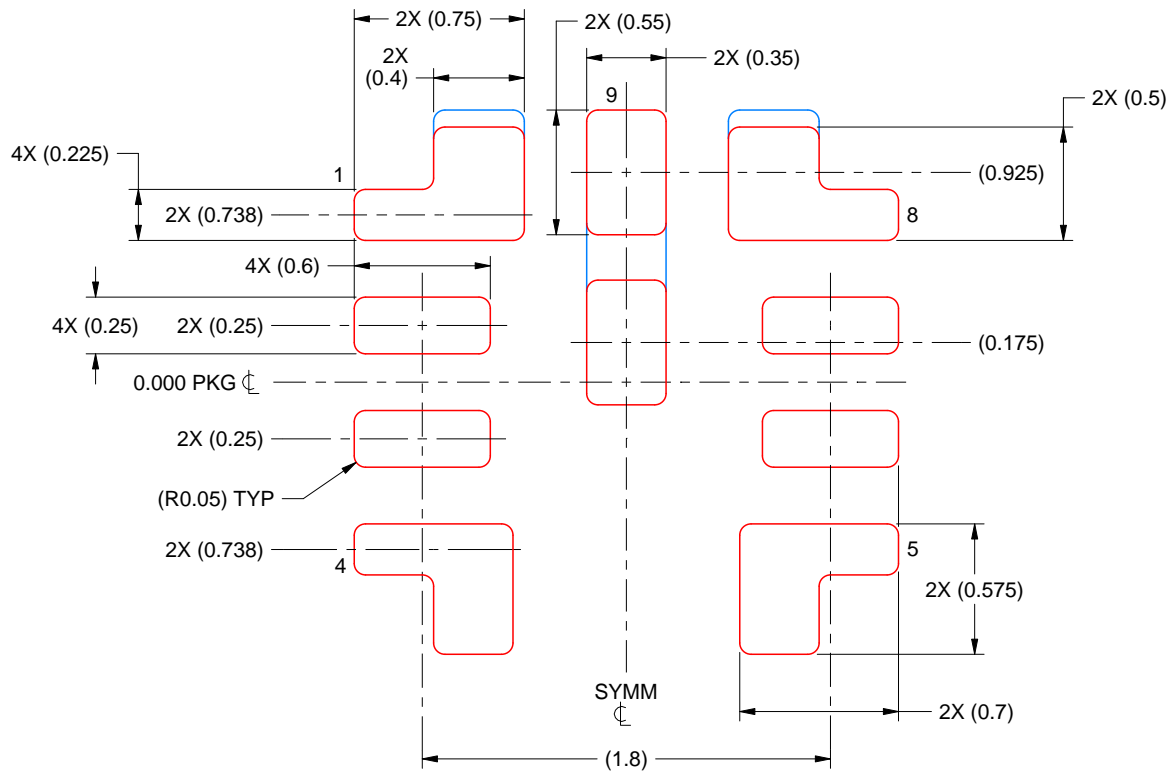 2X (0.75)
2X (0.55)
2X
(0.4)
2X (0.35)
9
2X (0.5)
4X (0.225)
1
(0.925)
2X (0.738)
8
4X (0.6)
4X (0.25)
2X (0.25)
(0.175)
0.000 PKG ℄
2X (0.25)
(R0.05) TYP
2X (0.738)
4
5
2X (0.575)
SYMM
℄
2X (0.7)
(1.8)